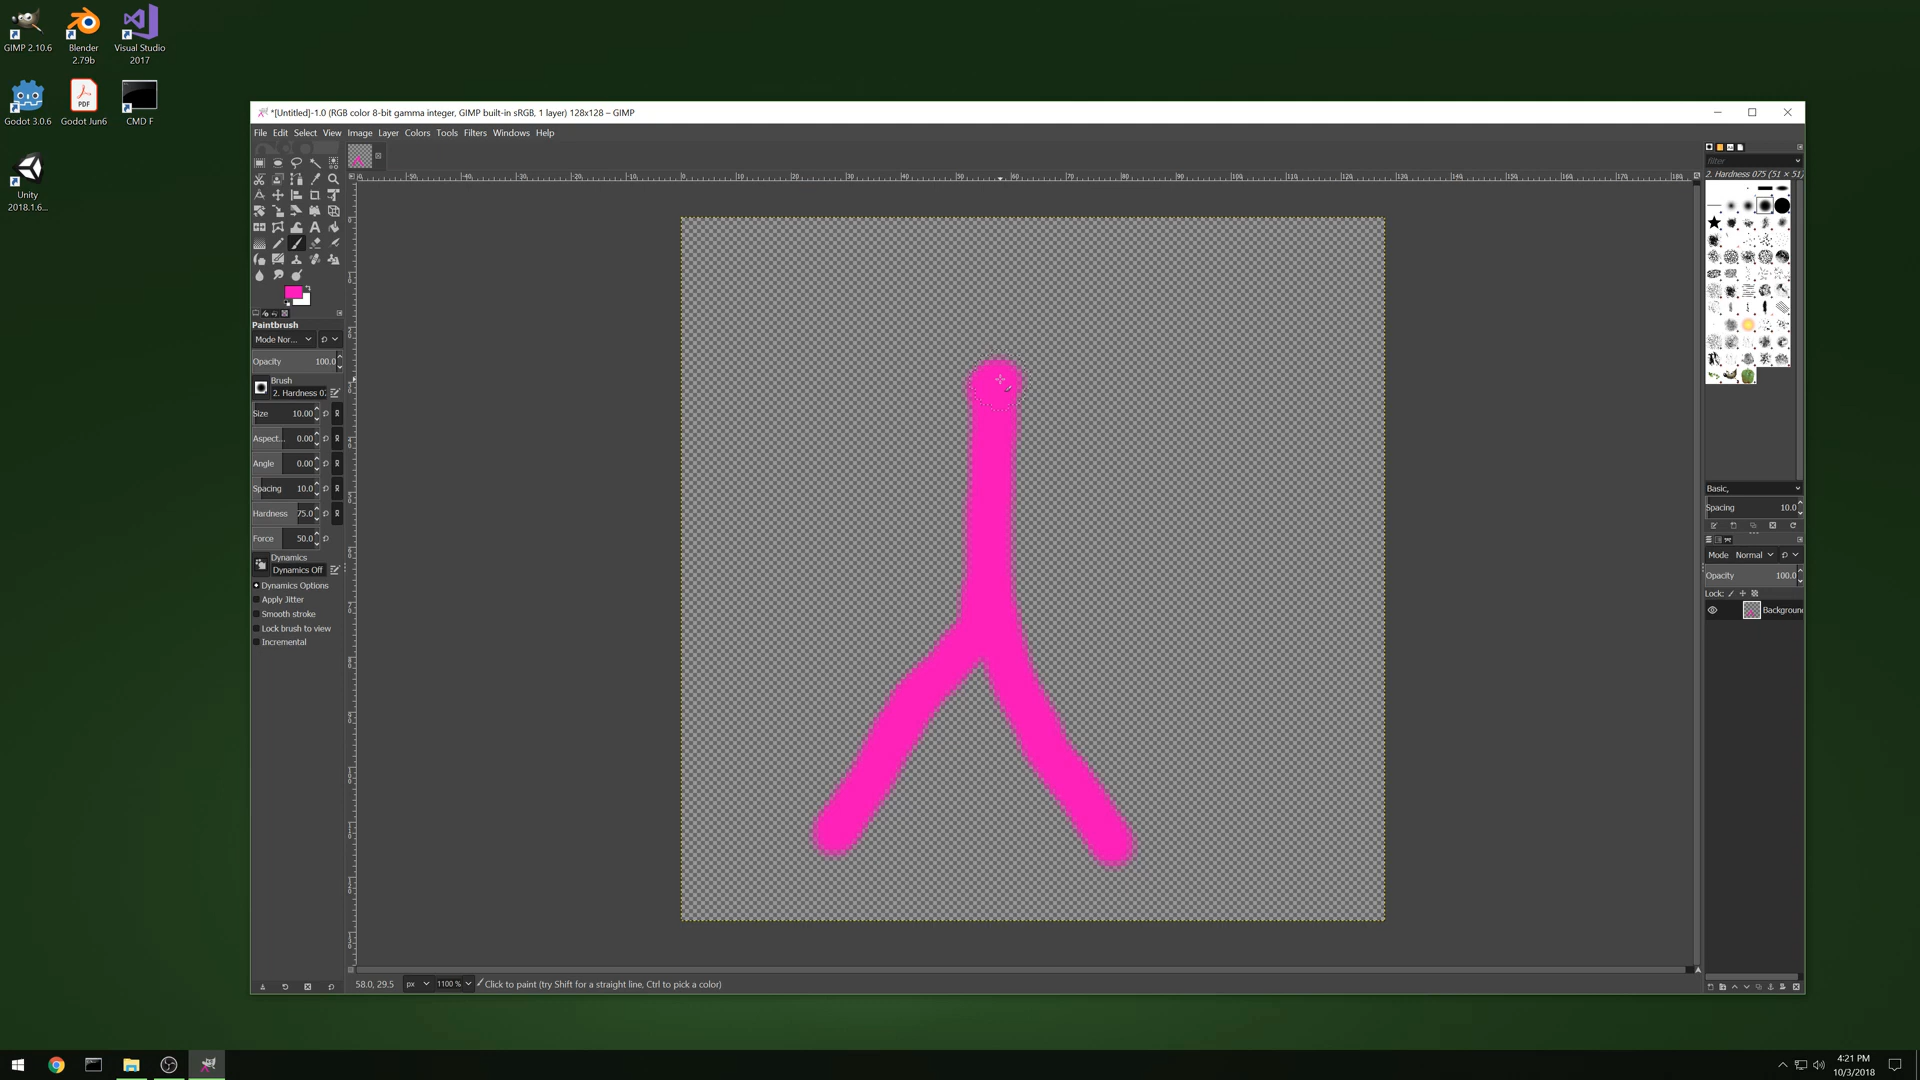 GIMP 2.10.6
Blender
2.79b
Visual Studio
2017
Godot 3.0.6
Godot Jun6
CMD F
Unity
2018.1.6...
*[Untitled]-1.0 (RGB color 8-bit gamma integer, GIMP built-in sRGB, 1 layer) 128x128 – GIMP
File Edit Select View Image Layer Colors Tools Filters Windows Help
Paintbrush
Mode Nor...
Opacity 100.0
Brush
2. Hardness 0.
Size 10.00
Aspect... 0.00
Angle 0.00
Spacing 10.0
Hardness 75.0
Force 50.0
Dynamics
Dynamics Off
Dynamics Options
Apply Jitter
Smooth stroke
Lock brush to view
Incremental
58.0, 29.5 px 1100 % Click to paint (try Shift for a straight line, Ctrl to pick a color)
filter
2. Hardness 075 (51 × 51)
Basic,
Spacing 10.0
Mode Normal
Opacity 100.0
Lock:
Background
4:21 PM
10/3/2018